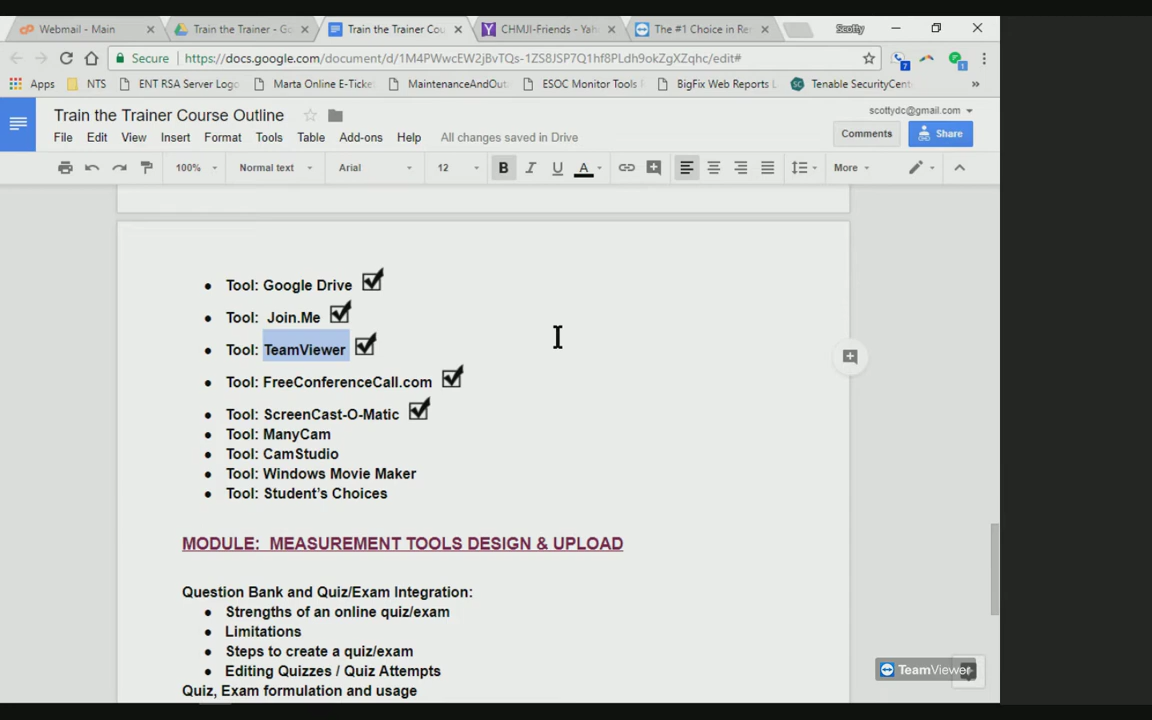 Webmail - Main
Train the Trainer - Go
Train the Trainer Cou
CHMJI-Friends - Yah
The #1 Choice in Re
Scotty
Secure
https://docs.google.com/document/d/1M4PWwcEW2jBvTQs-1ZS8JSP7Q1hf8PLdh9okZgXZqhc/edit#
7
1
Apps
NTS
ENT RSA Server Logo
Marta Online E-Ticket
MaintenanceAndOut
ESOC Monitor Tools
BigFix Web Reports L
Tenable SecurityCent
»
Train the Trainer Course Outline
scottydc@gmail.com
File Edit View Insert Format Tools Table Add-ons Help All changes saved in Drive
Comments
Share
100% Normal text Arial 12 B I U A More
• Tool: Google Drive
• Tool: Join.Me
• Tool: TeamViewer
• Tool: FreeConferenceCall.com
• Tool: ScreenCast-O-Matic
• Tool: ManyCam
• Tool: CamStudio
• Tool: Windows Movie Maker
• Tool: Student's Choices
MODULE: MEASUREMENT TOOLS DESIGN & UPLOAD
Question Bank and Quiz/Exam Integration:
• Strengths of an online quiz/exam
• Limitations
• Steps to create a quiz/exam
• Editing Quizzes / Quiz Attempts
Quiz, Exam formulation and usage
TeamViewer